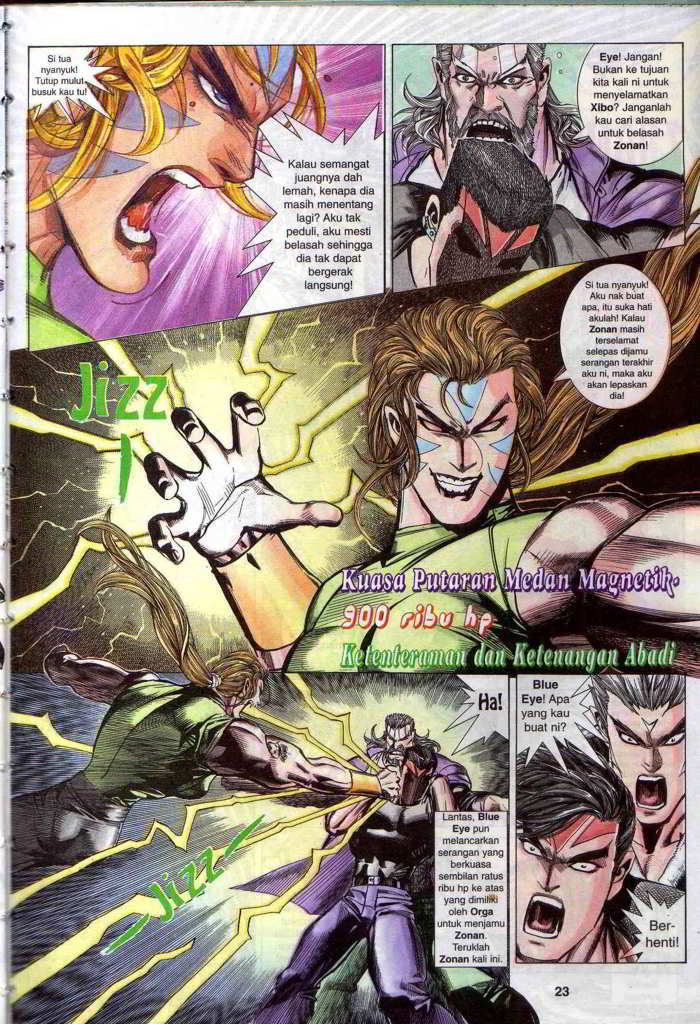 Si tua
nyanyuk!
Tutup mulut
busuk kau tu!
Kalau semangat
juangnya dah
lemah, kenapa dia
masih menentang
lagi? Aku tak
peduli, aku mesti
belasah sehingga
dia tak dapat
bergerak
langsung!
Eye! Jangan!
Bukan ke tujuan
kita kali ni untuk
menyelamatkan
Xibo? Janganlah
kau cari alasan
untuk belasah
Zonan!
Si tua nyanyuk!
Aku nak buat
apa, itu suka hati
akulah! Kalau
Zonan masih
terselamat
selepas dijamu
serangan terakhir
aku ni, maka aku
akan lepaskan
dia!
Jizz
Kuasa Putaran Medan Magnetik-
900 ribu hp
Ketenteraman dan Ketenangan Abadi
Ha!
Jizz
Lantas, Blue
Eye pun
melancarkan
serangan yang
berkuasa
sembilan ratus
ribu hp ke atas
yang dimiliki
oleh Orga
untuk menjamu
Zonan.
Teruklah
Zonan kali ini.
Blue
Eye! Apa
yang kau
buat ni?
Ber-
henti!
23